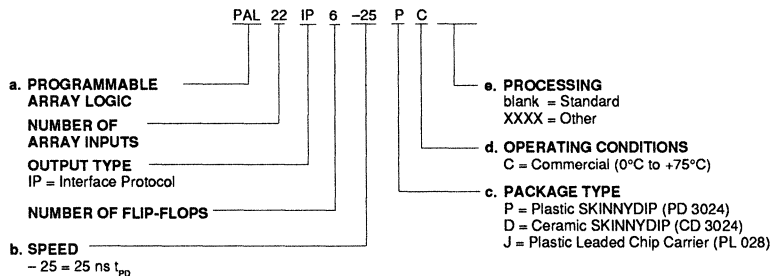 PAL 22 IP 6 -25 P C
a. PROGRAMMABLE
ARRAY LOGIC
NUMBER OF
ARRAY INPUTS
OUTPUT TYPE
IP = Interface Protocol
NUMBER OF FLIP-FLOPS
b. SPEED
– 25 = 25 ns tPD
e. PROCESSING
blank = Standard
XXXX = Other
d. OPERATING CONDITIONS
C = Commercial (0°C to +75°C)
c. PACKAGE TYPE
P = Plastic SKINNYDIP (PD 3024)
D = Ceramic SKINNYDIP (CD 3024)
J = Plastic Leaded Chip Carrier (PL 028)